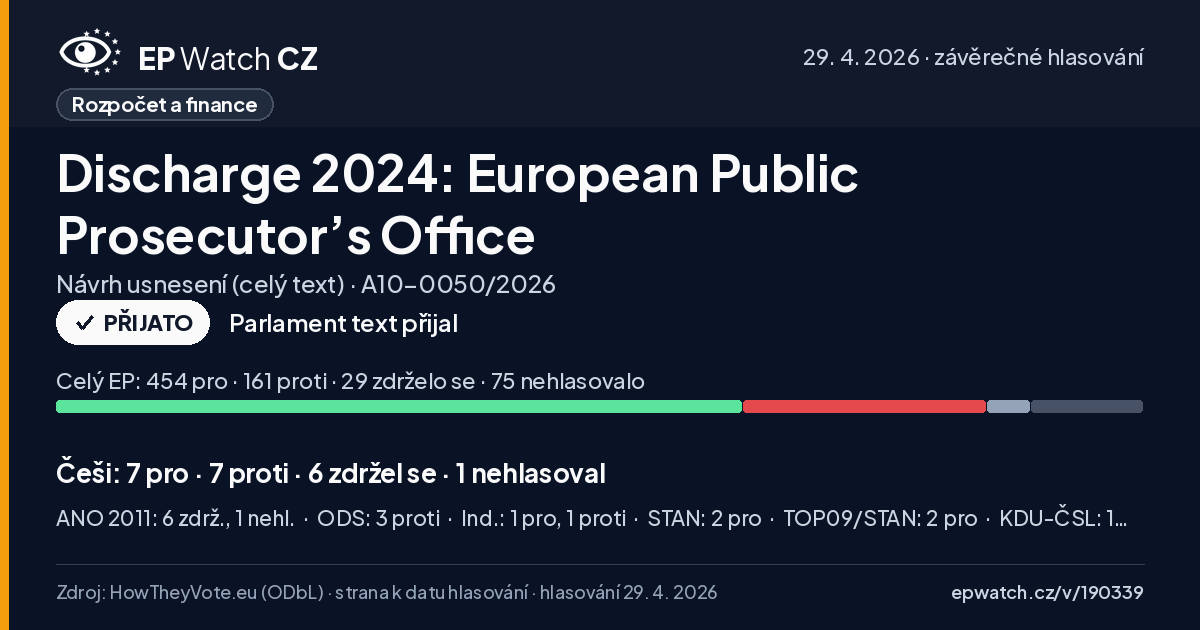 EP Watch CZ
29. 4. 2026 · závěrečné hlasování
Rozpočet a finance
Discharge 2024: European Public
Prosecutor’s Office
Návrh usnesení (celý text) · A10–0050/2026
✓ PŘIJATO Parlament text přijal
Celý EP: 454 pro · 161 proti · 29 zdrželo se · 75 nehlasovalo
Češi: 7 pro · 7 proti · 6 zdržel se · 1 nehlasoval
ANO 2011: 6 zdrž., 1 nehl. · ODS: 3 proti · Ind.: 1 pro, 1 proti · STAN: 2 pro · TOP09/STAN: 2 pro · KDU-ČSL: 1…
Zdroj: HowTheyVote.eu (ODbL) · strana k datu hlasování · hlasování 29. 4. 2026
epwatch.cz/v/190339